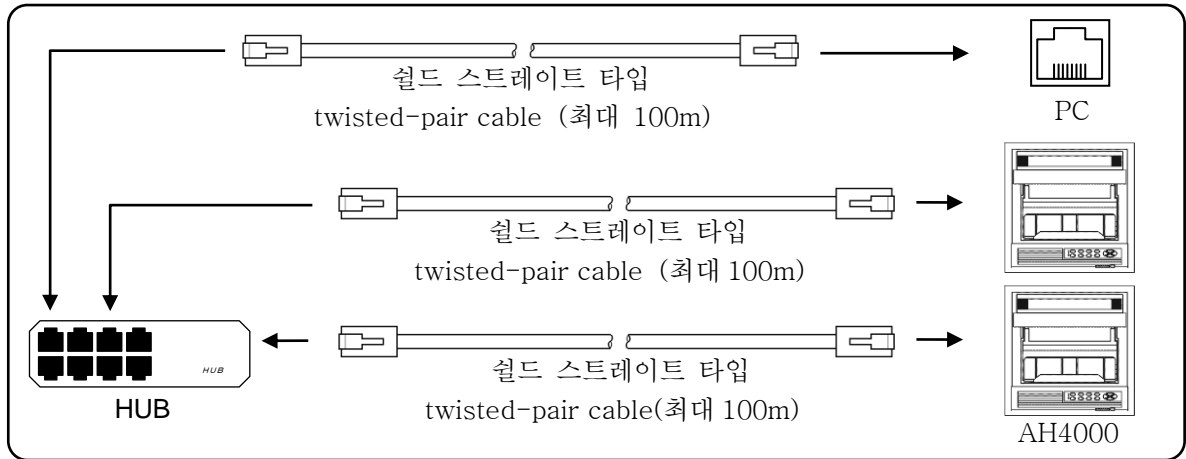 쉴드 스트레이트 타입
twisted-pair cable (최대 100m)
PC
쉴드 스트레이트 타입
twisted-pair cable (최대 100m)
8888
HUB
쉴드 스트레이트 타입
twisted-pair cable(최대 100m)
8888
HUB
AH4000